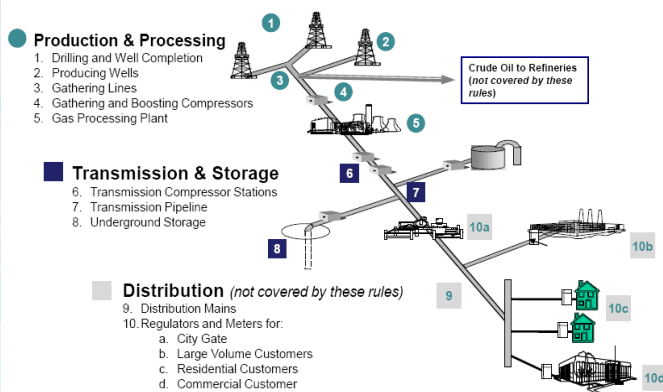 1
Production & Processing
2
1. Drilling and Well Completion
2. Producing Wells
3. Gathering Lines
4. Gathering and Boosting Compressors
5. Gas Processing Plant
3
Crude Oil to Refineries
(not covered by these
rules)
4
5
Transmission & Storage
6. Transmission Compressor Stations
7. Transmission Pipeline
8. Underground Storage
6
7
8
10a
10b
Distribution (not covered by these rules)
9. Distribution Mains
10. Regulators and Meters for:
a. City Gate
b. Large Volume Customers
c. Residential Customers
d. Commercial Customer
9
10c
10d